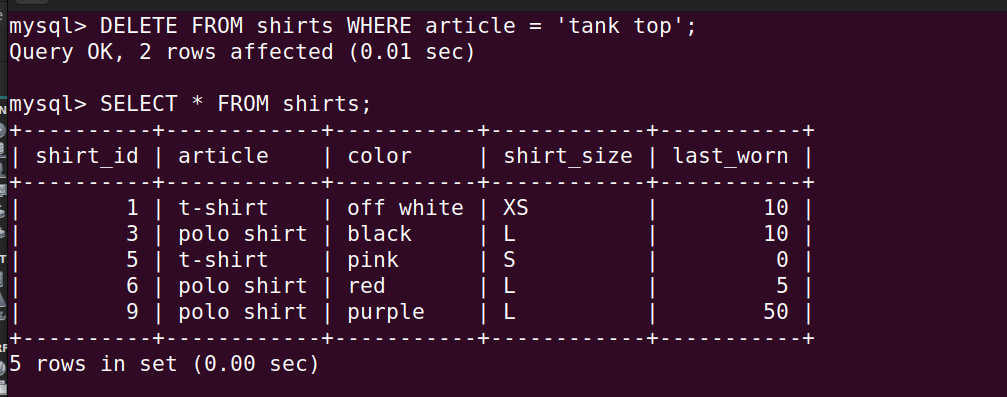 mysql> DELETE FROM shirts WHERE article = 'tank top';
Query OK, 2 rows affected (0.01 sec)

mysql> SELECT * FROM shirts;
+----------+------------+-----------+------------+-----------+
| shirt_id | article    | color     | shirt_size | last_worn |
+----------+------------+-----------+------------+-----------+
|        1 | t-shirt    | off white | XS         |        10 |
|        3 | polo shirt | black     | L          |        10 |
|        5 | t-shirt    | pink      | S          |         0 |
|        6 | polo shirt | red       | L          |         5 |
|        9 | polo shirt | purple    | L          |        50 |
+----------+------------+-----------+------------+-----------+
5 rows in set (0.00 sec)